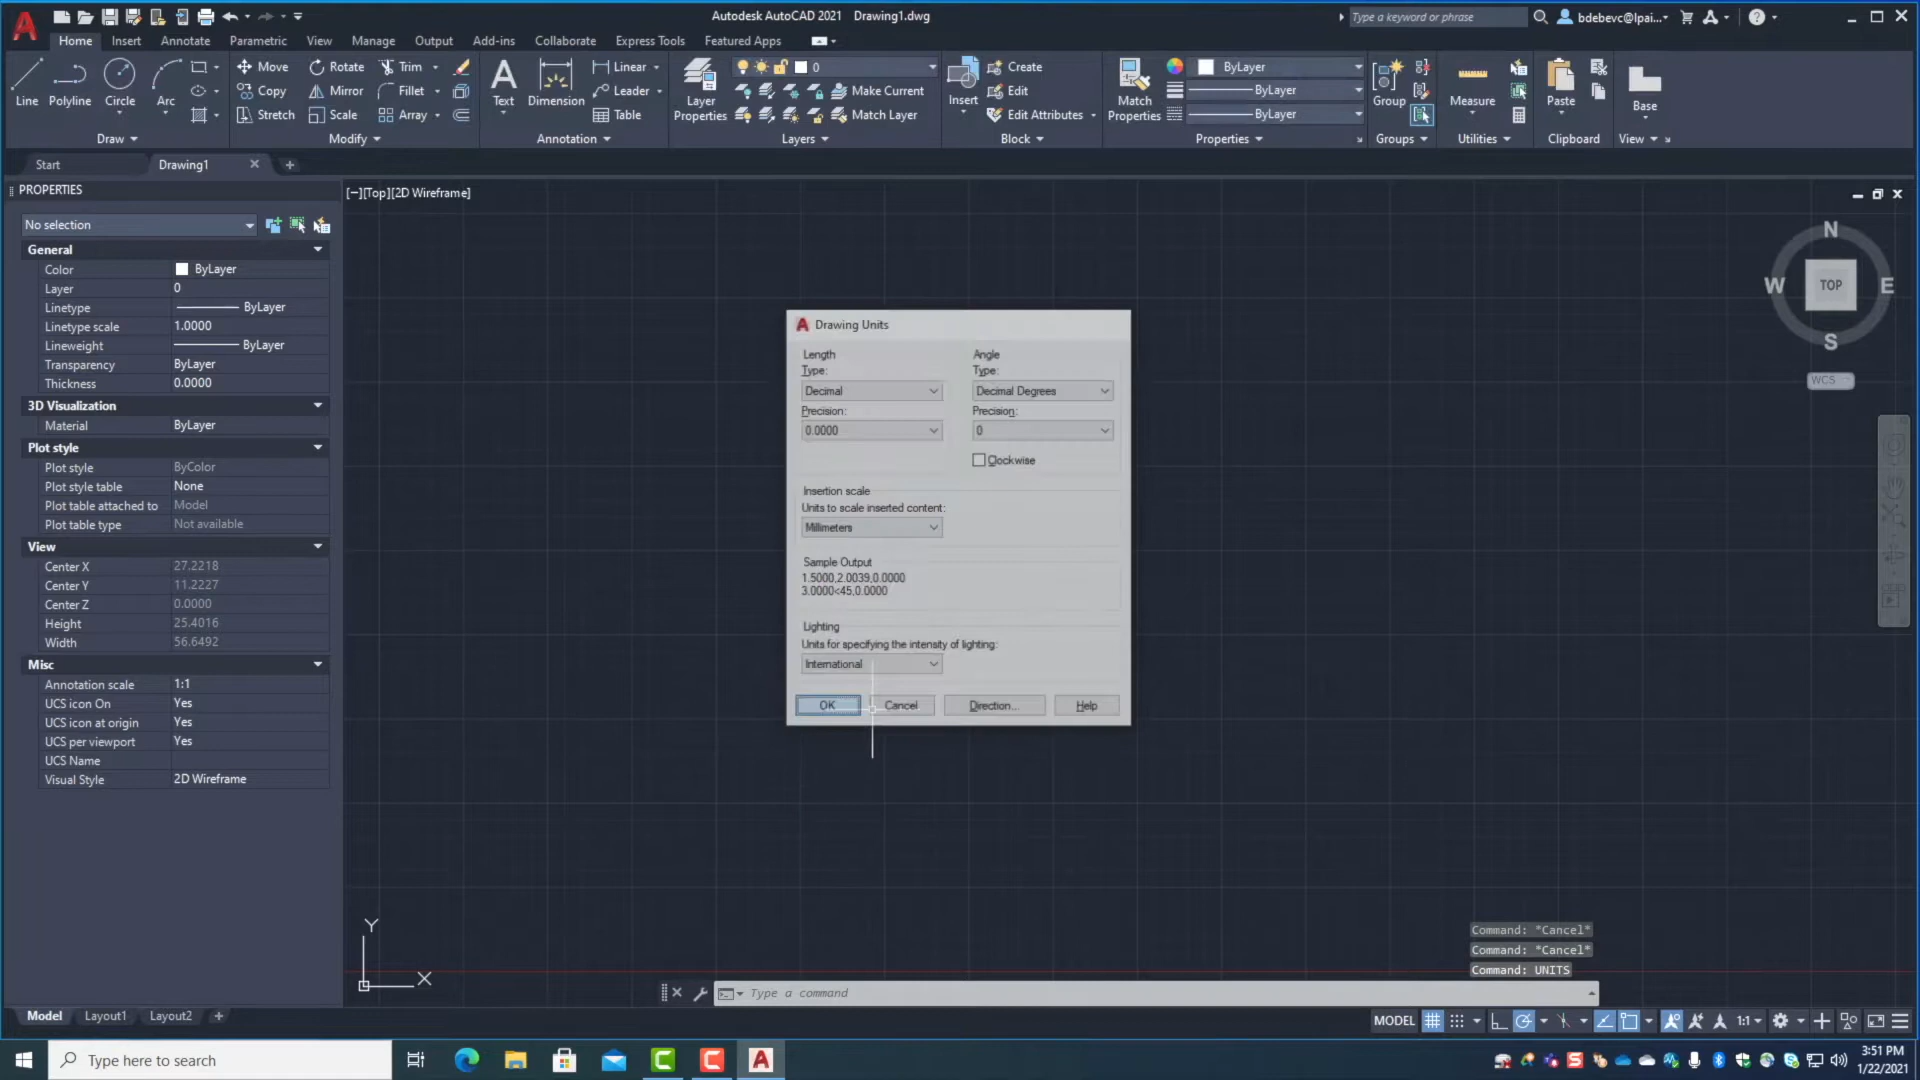 Autodesk AutoCAD 2021 Drawing1.dwg
Type a keyword or phrase
bdebevc@lpai...
Home Insert Annotate Parametric View Manage Output Add-ins Collaborate Express Tools Featured Apps
Line Polyline Circle Arc
Move Rotate Trim
Copy Mirror Fillet
Stretch Scale Array
Text Dimension
Linear
Leader
Table
Layer Properties
0
Make Current
Match Layer
Insert
Create
Edit
Edit Attributes
Match Properties
ByLayer
ByLayer
ByLayer
Group
Measure
Paste
Base
Draw Modify Annotation Layers Block Properties Groups Utilities Clipboard View
Start Drawing1
PROPERTIES
[−][Top][2D Wireframe]
No selection
General
Color ByLayer
Layer 0
Linetype ByLayer
Linetype scale 1.0000
Lineweight ByLayer
Transparency ByLayer
Thickness 0.0000
3D Visualization
Material ByLayer
Plot style
Plot style ByColor
Plot style table None
Plot table attached to Model
Plot table type Not available
View
Center X 27.2218
Center Y 11.2227
Center Z 0.0000
Height 25.4016
Width 56.6492
Misc
Annotation scale 1:1
UCS icon On Yes
UCS icon at origin Yes
UCS per viewport Yes
UCS Name
Visual Style 2D Wireframe
Drawing Units
Length Angle
Type: Type:
Decimal Decimal Degrees
Precision: Precision:
0.0000 0
Clockwise
Insertion scale
Units to scale inserted content:
Millimeters
Sample Output
1.5000,2.0039,0.0000
3.0000<45,0.0000
Lighting
Units for specifying the intensity of lighting:
International
OK Cancel Direction... Help
N
W TOP E
S
WCS
Y
X
Command: *Cancel*
Command: *Cancel*
Command: UNITS
Type a command
Model Layout1 Layout2
MODEL 1:1
Type here to search
3:51 PM
1/22/2021